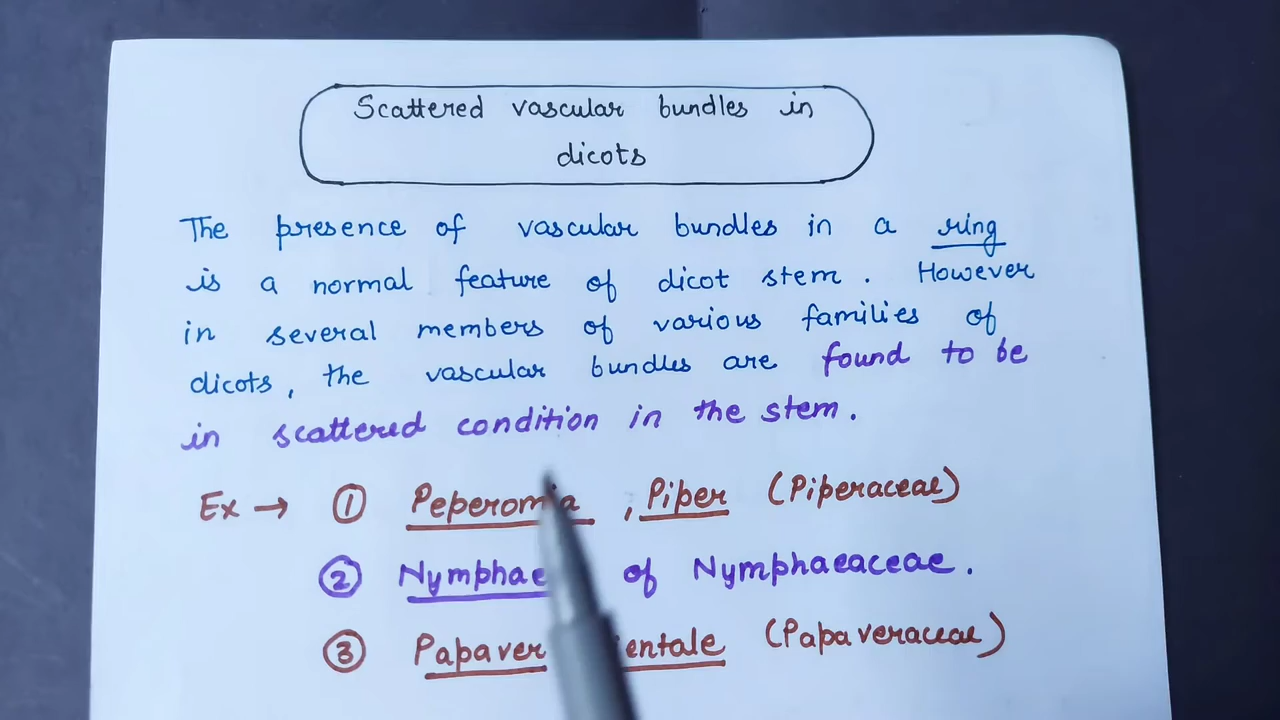 Scattered vascular bundles in
dicots
The presence of vascular bundles in a ring
is a normal feature of dicot stem. However
in several members of various families of
dicots, the vascular bundles are found to be
in scattered condition in the stem.
Ex → ① Peperomia, Piper (Piperaceae)
② Nymphae of Nymphaeaceae.
③ Papaver ientale (Papaveraceae)